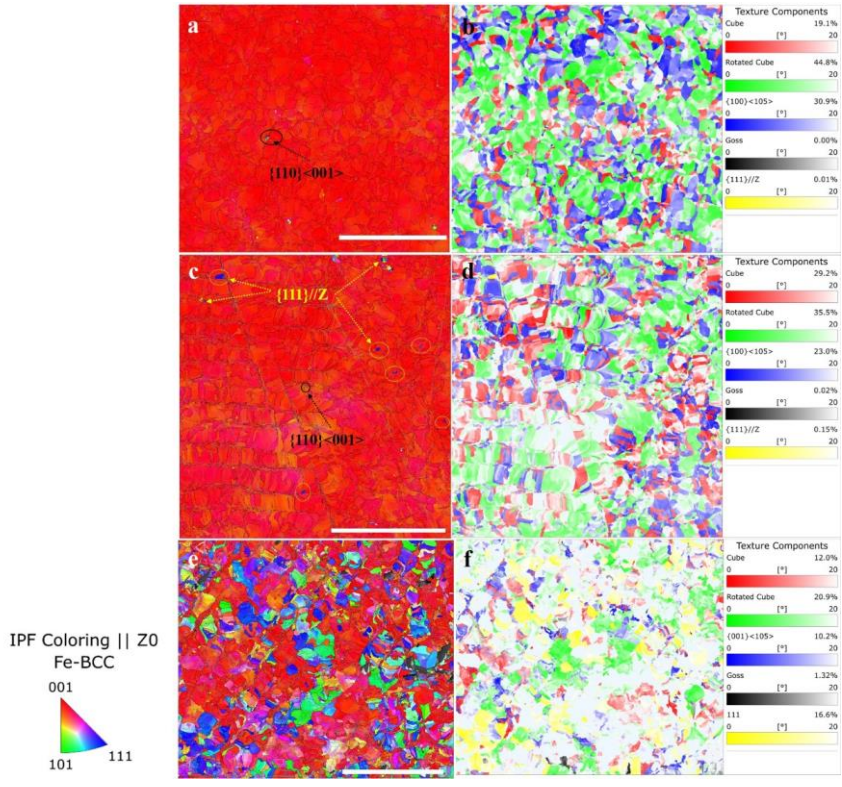 a
b
{110}<001>
Texture Components
Cube 19.1%
0 [°] 20
Rotated Cube 44.8%
0 [°] 20
{100}<105> 30.9%
0 [°] 20
Goss 0.00%
0 [°] 20
{111}//Z 0.01%
0 [°] 20
c
d
{111}//Z
{110}<001>
Texture Components
Cube 29.2%
0 [°] 20
Rotated Cube 35.5%
0 [°] 20
{100}<105> 23.0%
0 [°] 20
Goss 0.02%
0 [°] 20
{111}//Z 0.15%
0 [°] 20
e
f
Texture Components
Cube 12.0%
0 [°] 20
Rotated Cube 20.9%
0 [°] 20
{001}<105> 10.2%
0 [°] 20
Goss 1.32%
0 [°] 20
111 16.6%
0 [°] 20
IPF Coloring || Z0
Fe-BCC
001
101 111